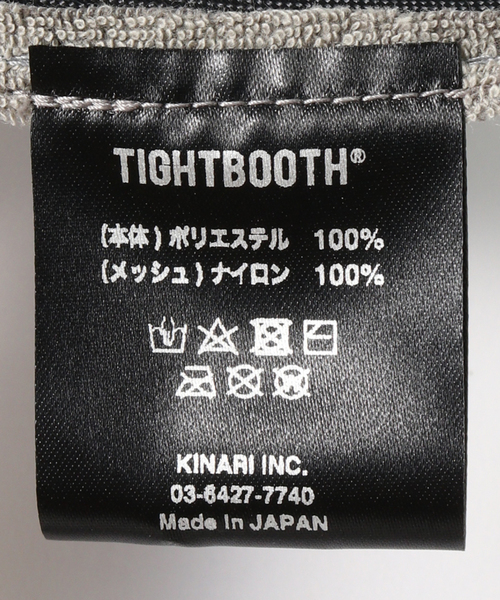 TIGHTBOOTH®
(本体) ポリエステル 100%
(メッシュ) ナイロン 100%
KINARI INC.
03-6427-7740
Made In JAPAN